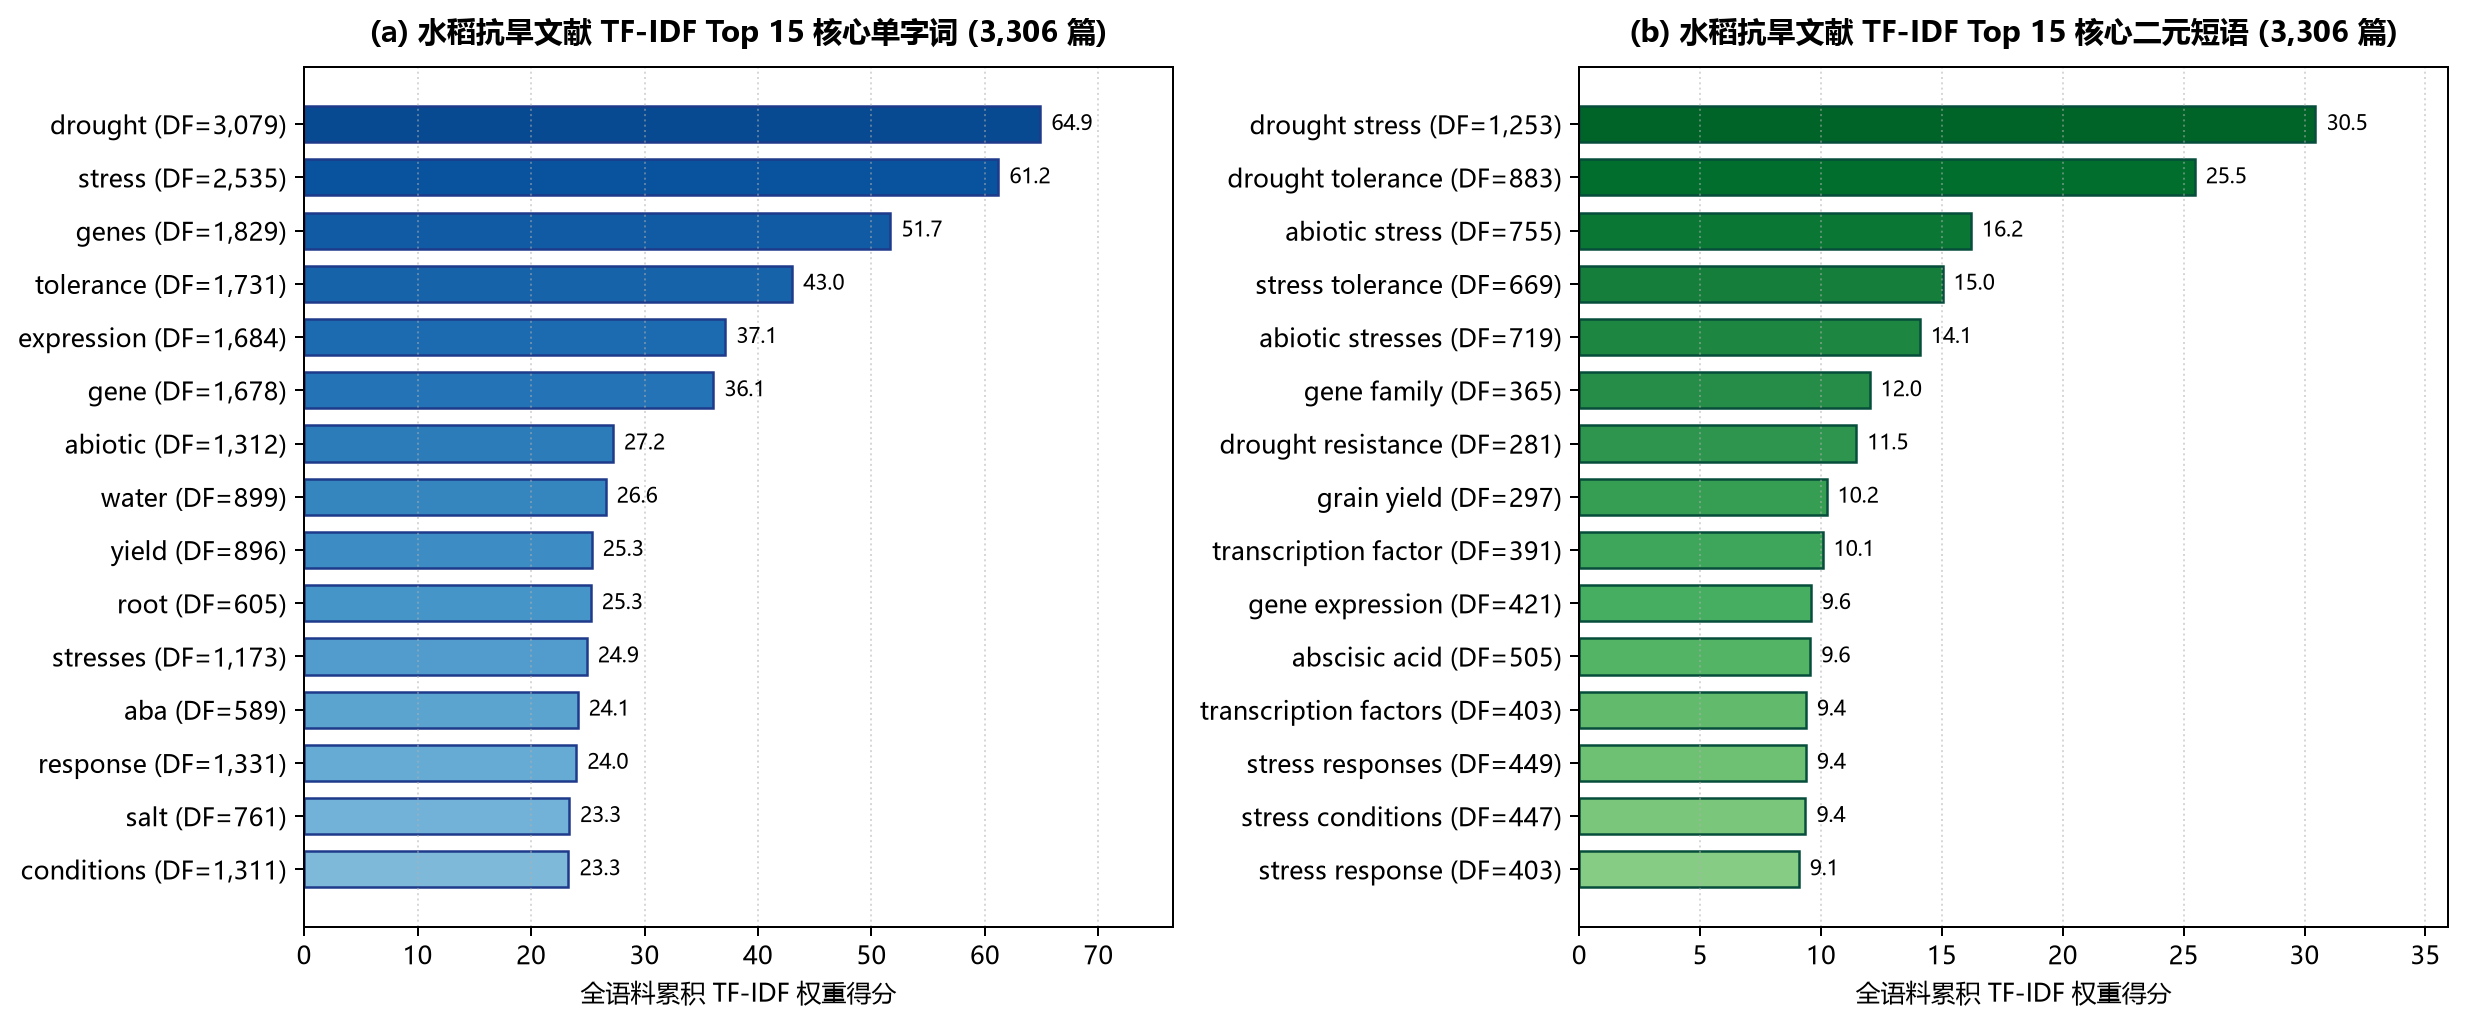 (a) 水稻抗旱文献 TF-IDF Top 15 核心单字词 (3,306 篇)
drought (DF=3,079) 64.9
stress (DF=2,535) 61.2
genes (DF=1,829) 51.7
tolerance (DF=1,731) 43.0
expression (DF=1,684) 37.1
gene (DF=1,678) 36.1
abiotic (DF=1,312) 27.2
water (DF=899) 26.6
yield (DF=896) 25.3
root (DF=605) 25.3
stresses (DF=1,173) 24.9
aba (DF=589) 24.1
response (DF=1,331) 24.0
salt (DF=761) 23.3
conditions (DF=1,311) 23.3
0 10 20 30 40 50 60 70
全语料累积 TF-IDF 权重得分
(b) 水稻抗旱文献 TF-IDF Top 15 核心二元短语 (3,306 篇)
drought stress (DF=1,253) 30.5
drought tolerance (DF=883) 25.5
abiotic stress (DF=755) 16.2
stress tolerance (DF=669) 15.0
abiotic stresses (DF=719) 14.1
gene family (DF=365) 12.0
drought resistance (DF=281) 11.5
grain yield (DF=297) 10.2
transcription factor (DF=391) 10.1
gene expression (DF=421) 9.6
abscisic acid (DF=505) 9.6
transcription factors (DF=403) 9.4
stress responses (DF=449) 9.4
stress conditions (DF=447) 9.4
stress response (DF=403) 9.1
0 5 10 15 20 25 30 35
全语料累积 TF-IDF 权重得分